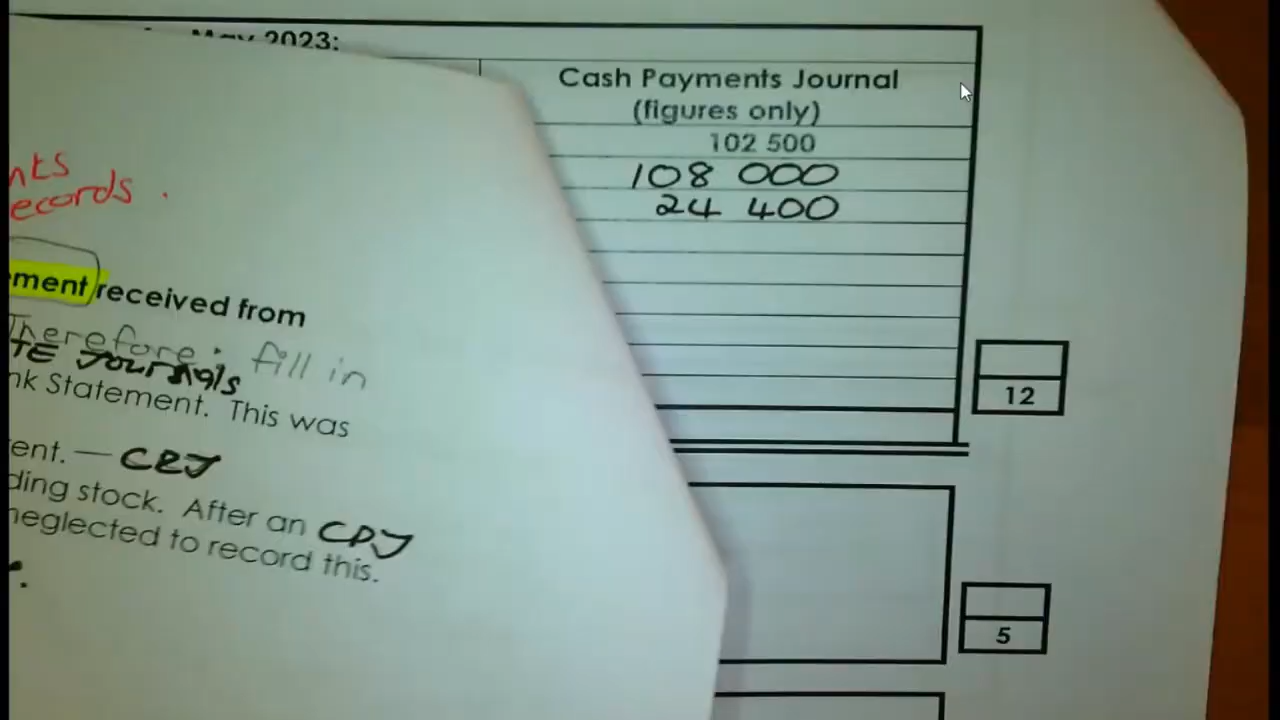 May 2023:
Cash Payments Journal
(figures only)
102 500
108 000
24 400
nts
ecords.
ement received from
Therefore: fill in
TE Journals
nk Statement. This was
ent. — CRJ
ding stock. After an CPJ
neglected to record this.
12
5